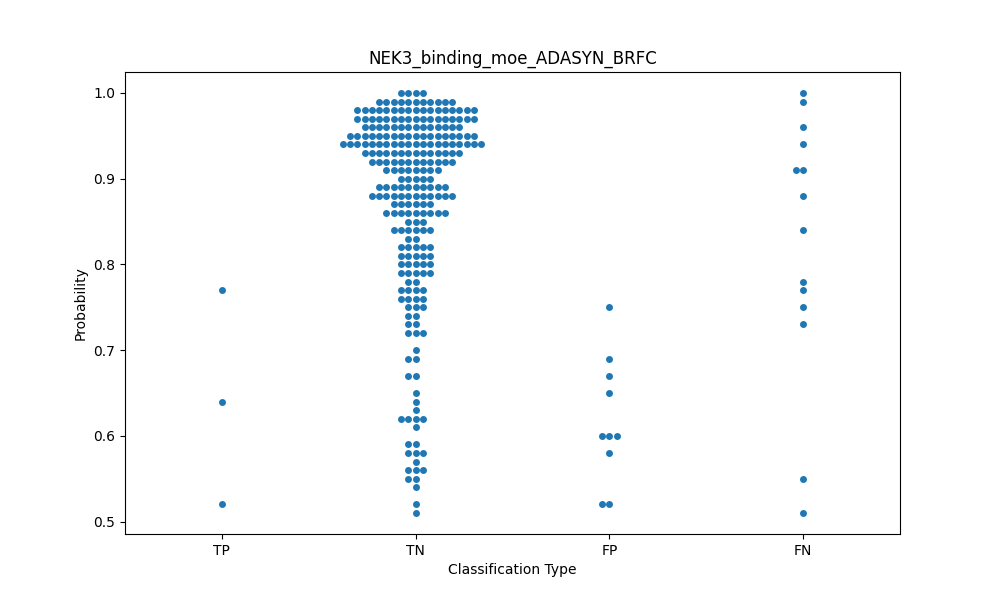 NEK3_binding_moe_ADASYN_BRFC
Probability
1.0
0.9
0.8
0.7
0.6
0.5
TP TN FP FN
Classification Type